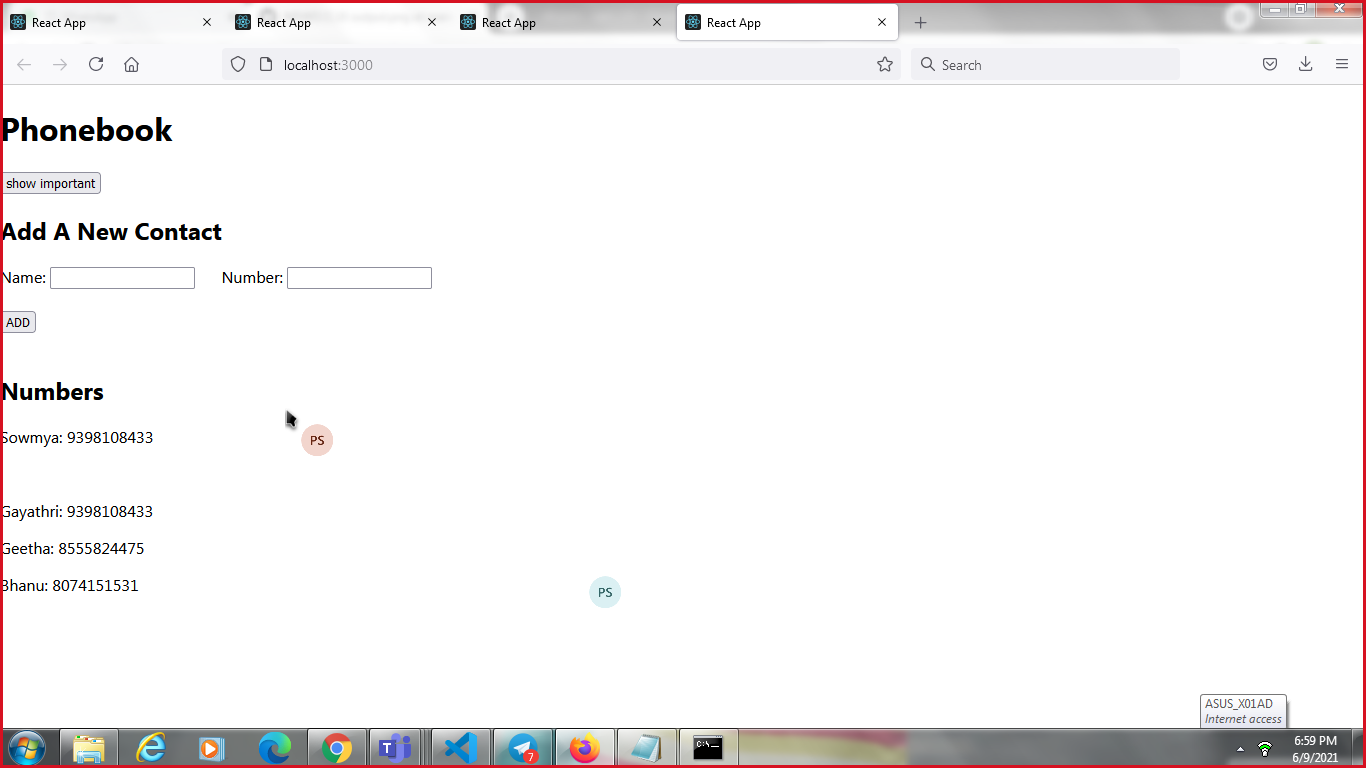 React App React App React App React App
localhost:3000 Search
Phonebook
show important
Add A New Contact
Name: Number:
ADD
Numbers
Sowmya: 9398108433
PS
Gayathri: 9398108433
Geetha: 8555824475
Bhanu: 8074151531
PS
ASUS_X01AD
Internet access
7
C:\
6:59 PM
6/9/2021